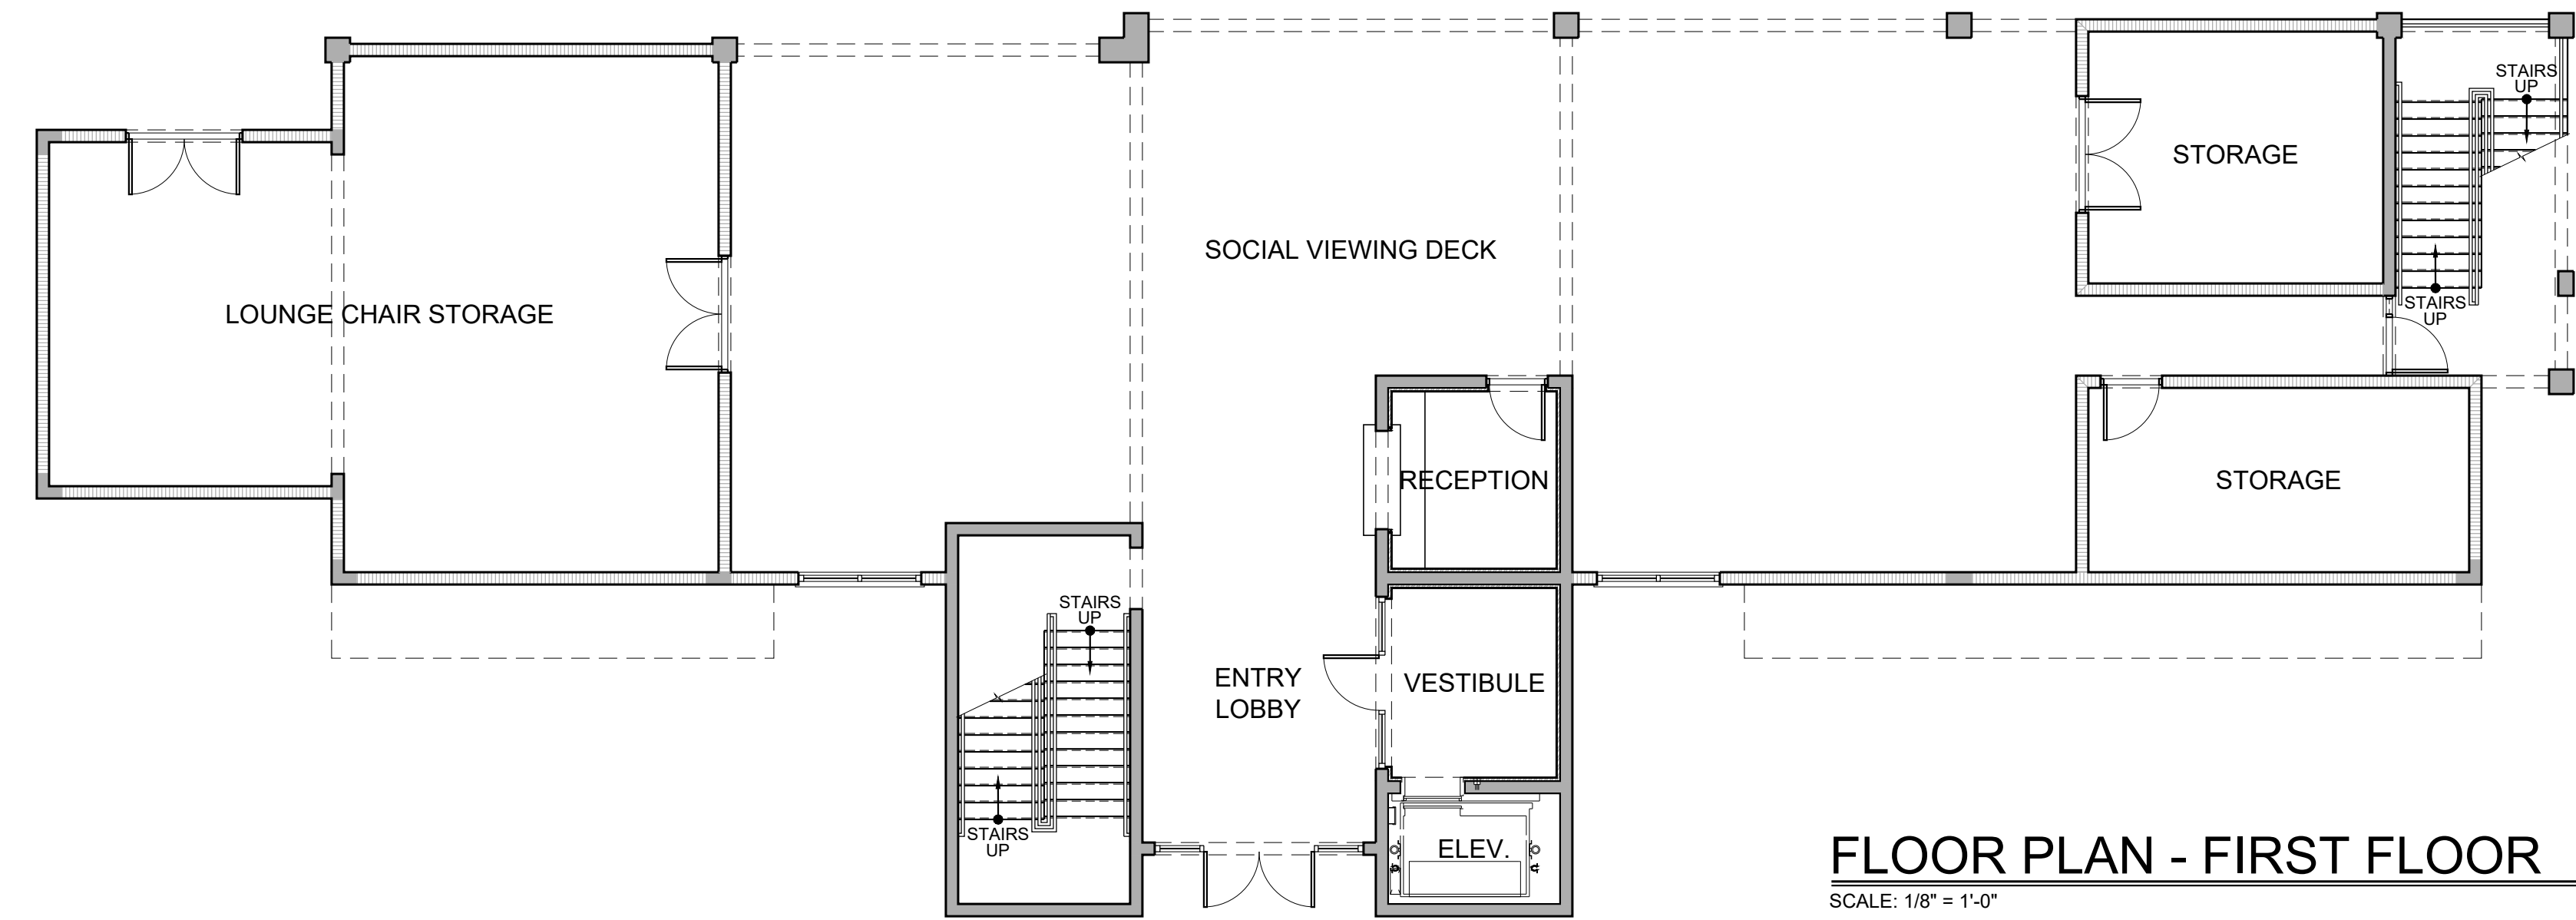 STAIRS
UP
STORAGE
SOCIAL VIEWING DECK
LOUNGE CHAIR STORAGE
STAIRS
UP
RECEPTION
STORAGE
STAIRS
UP
ENTRY
LOBBY
VESTIBULE
STAIRS
UP
ELEV.
FLOOR PLAN - FIRST FLOOR
SCALE: 1/8" = 1'-0"